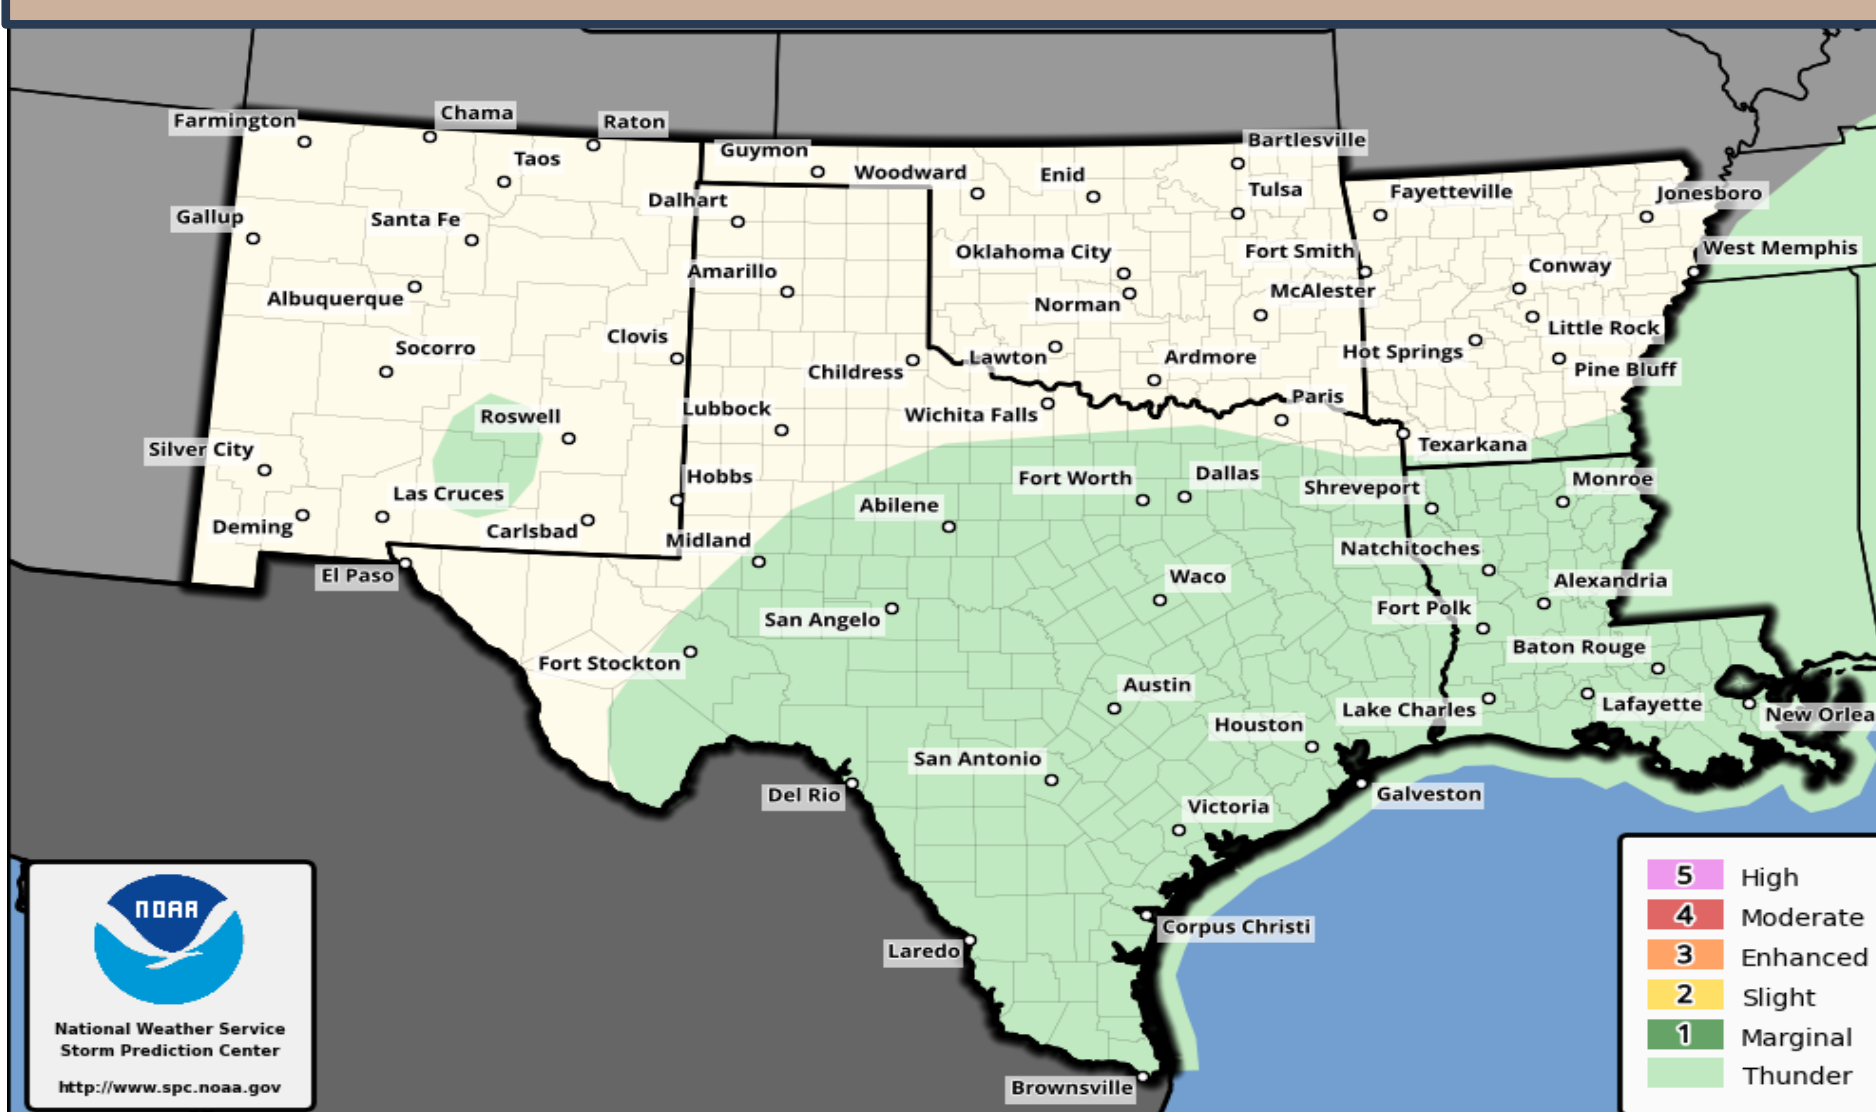 Farmington
Chama
Raton
Taos
Guymon
Woodward
Enid
Bartlesville
Tulsa
Fayetteville
Jonesboro
Dalhart
Gallup
Santa Fe
Oklahoma City
Fort Smith
West Memphis
Amarillo
Conway
Albuquerque
Norman
McAlester
Little Rock
Clovis
Socorro
Childress
Lawton
Ardmore
Hot Springs
Pine Bluff
Paris
Roswell
Lubbock
Wichita Falls
Texarkana
Silver City
Hobbs
Fort Worth
Dallas
Shreveport
Monroe
Las Cruces
Abilene
Deming
Carlsbad
Midland
Natchitoches
El Paso
Waco
Alexandria
San Angelo
Fort Polk
Fort Stockton
Baton Rouge
Austin
Lake Charles
Lafayette
New Orlea
Houston
San Antonio
Del Rio
Galveston
Victoria
Corpus Christi
Laredo
Brownsville
NOAA
National Weather Service
Storm Prediction Center
http://www.spc.noaa.gov
5 High
4 Moderate
3 Enhanced
2 Slight
1 Marginal
Thunder